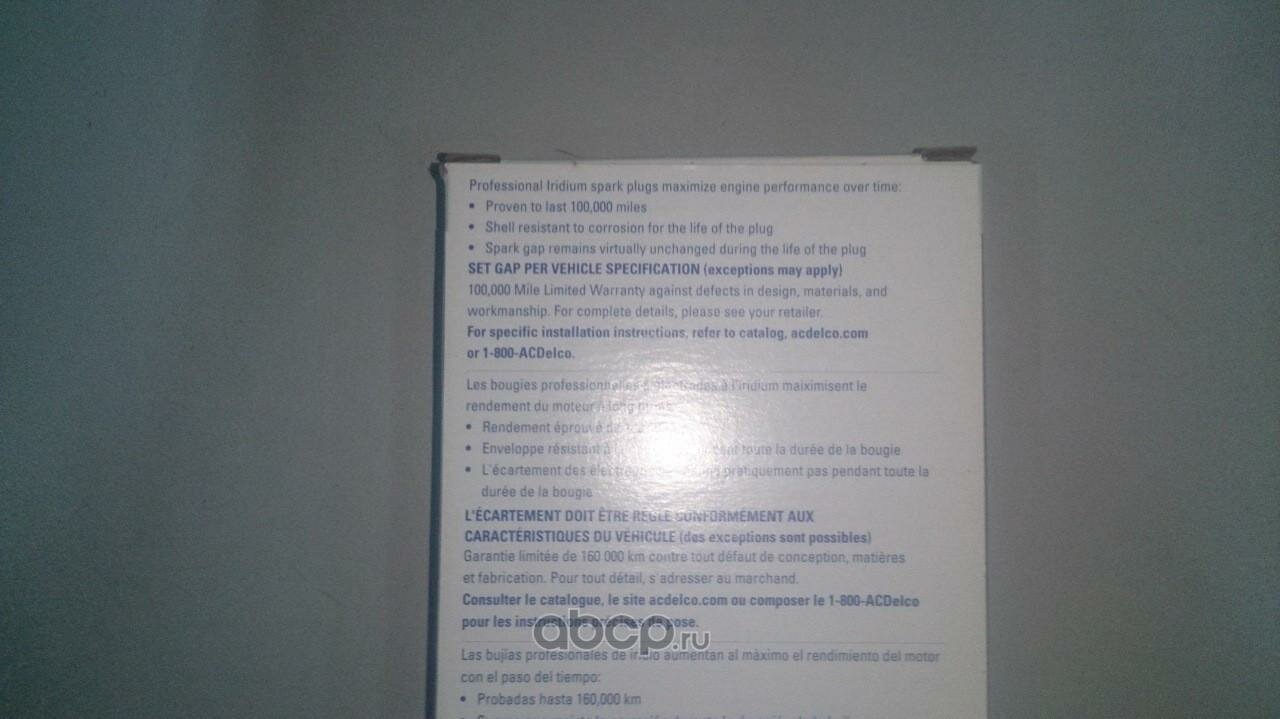 Professional Iridium spark plugs maximize engine performance over time:
• Proven to last 100,000 miles
• Shell resistant to corrosion for the life of the plug
• Spark gap remains virtually unchanged during the life of the plug
SET GAP PER VEHICLE SPECIFICATION (exceptions may apply)
100,000 Mile Limited Warranty against defects in design, materials, and
workmanship. For complete details, please see your retailer.
For specific installation instructions, refer to catalog, acdelco.com
or 1-800-ACDelco.
Les bougies professionnelles à électrodes à l'iridium maiximisent le
rendement du moteur à long
• Rendement éprouvé de
• Enveloppe résistant à toute la durée de la bougie
• L'écartement des pratiquement pas pendant toute la
durée de la bougie
L'ÉCARTEMENT DOIT ÊTRE RÉGLÉ CONFORMÉMENT AUX
CARACTÉRISTIQUES DU VÉHICULE (des exceptions sont possibles)
Garantie limitée de 160 000 km contre tout défaut de conception, matières
et fabrication. Pour tout détail, s'adresser au marchand.
Consulter le catalogue, le site acdelco.com ou composer le 1-800-ACDelco
pour les instructions précises de pose.
abcp.ru
Las bujías profesionales de iridio aumentan al máximo el rendimiento del motor
con el paso del tiempo:
• Probadas hasta 160,000 km